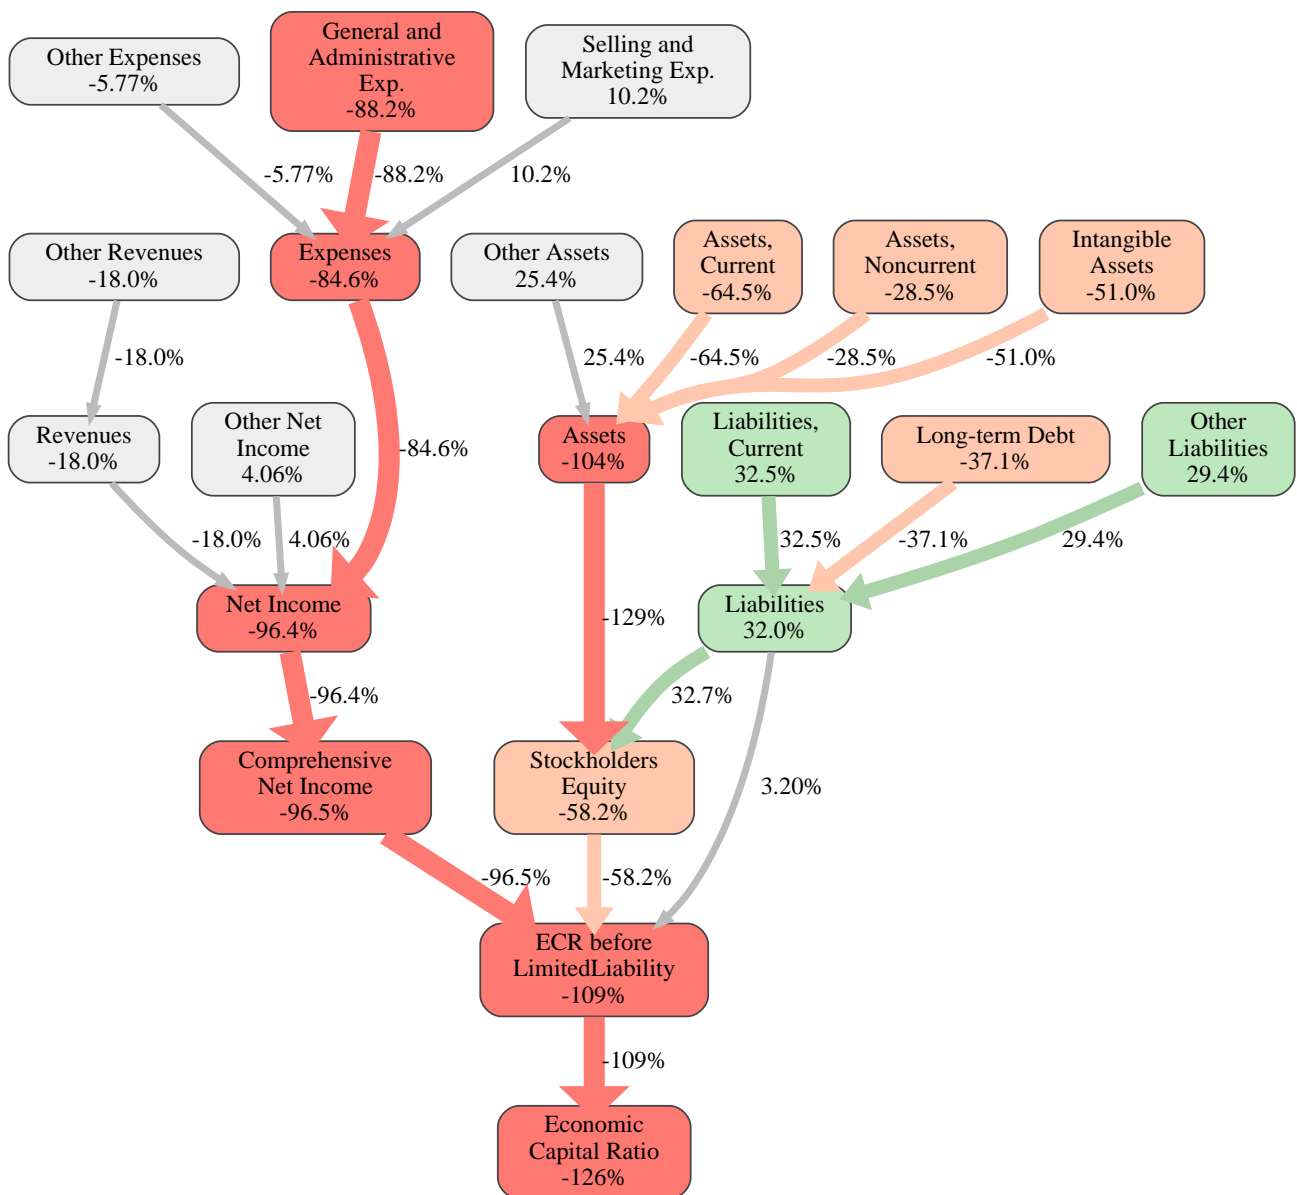 Other Expenses
-5.77%
General and
Administrative
Exp.
-88.2%
Selling and
Marketing Exp.
10.2%
-5.77%
-88.2%
10.2%
Other Revenues
-18.0%
Expenses
-84.6%
Other Assets
25.4%
Assets,
Current
-64.5%
Assets,
Noncurrent
-28.5%
Intangible
Assets
-51.0%
-18.0%
25.4%
-64.5%
-28.5%
-51.0%
Revenues
-18.0%
Other Net
Income
4.06%
-84.6%
Assets
-104%
Liabilities,
Current
32.5%
Long-term Debt
-37.1%
Other
Liabilities
29.4%
-18.0%
4.06%
32.5%
-37.1%
29.4%
Net Income
-96.4%
-129%
Liabilities
32.0%
-96.4%
32.7%
Comprehensive
Net Income
-96.5%
Stockholders
Equity
-58.2%
3.20%
-96.5%
-58.2%
ECR before
LimitedLiability
-109%
-109%
Economic
Capital Ratio
-126%